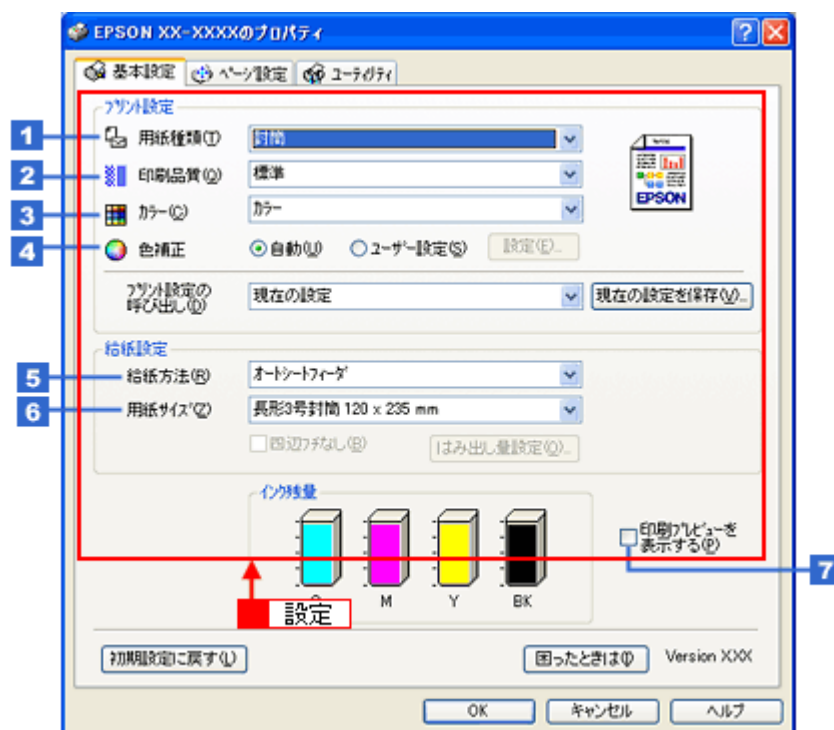 EPSON XX-XXXXのプロパティ
基本設定 ページ設定 ユーティリティ
プリント設定
1 用紙種類(T) 封筒
2 印刷品質(Q) 標準
3 カラー(C) カラー
EPSON
4 色補正 自動(U) ユーザー設定(S) 設定(E)...
プリント設定の
呼び出し(D) 現在の設定 現在の設定を保存(V)...
給紙設定
5 給紙方法(R) オートシートフィーダ
6 用紙サイズ(Z) 長形3号封筒 120 x 235 mm
四辺フチなし(B) はみ出し量設定(O)...
インク残量
印刷プレビューを
表示する(P)
7
C M Y BK
設定
初期設定に戻す(L) 困ったときは(I) Version XXX
OK キャンセル ヘルプ